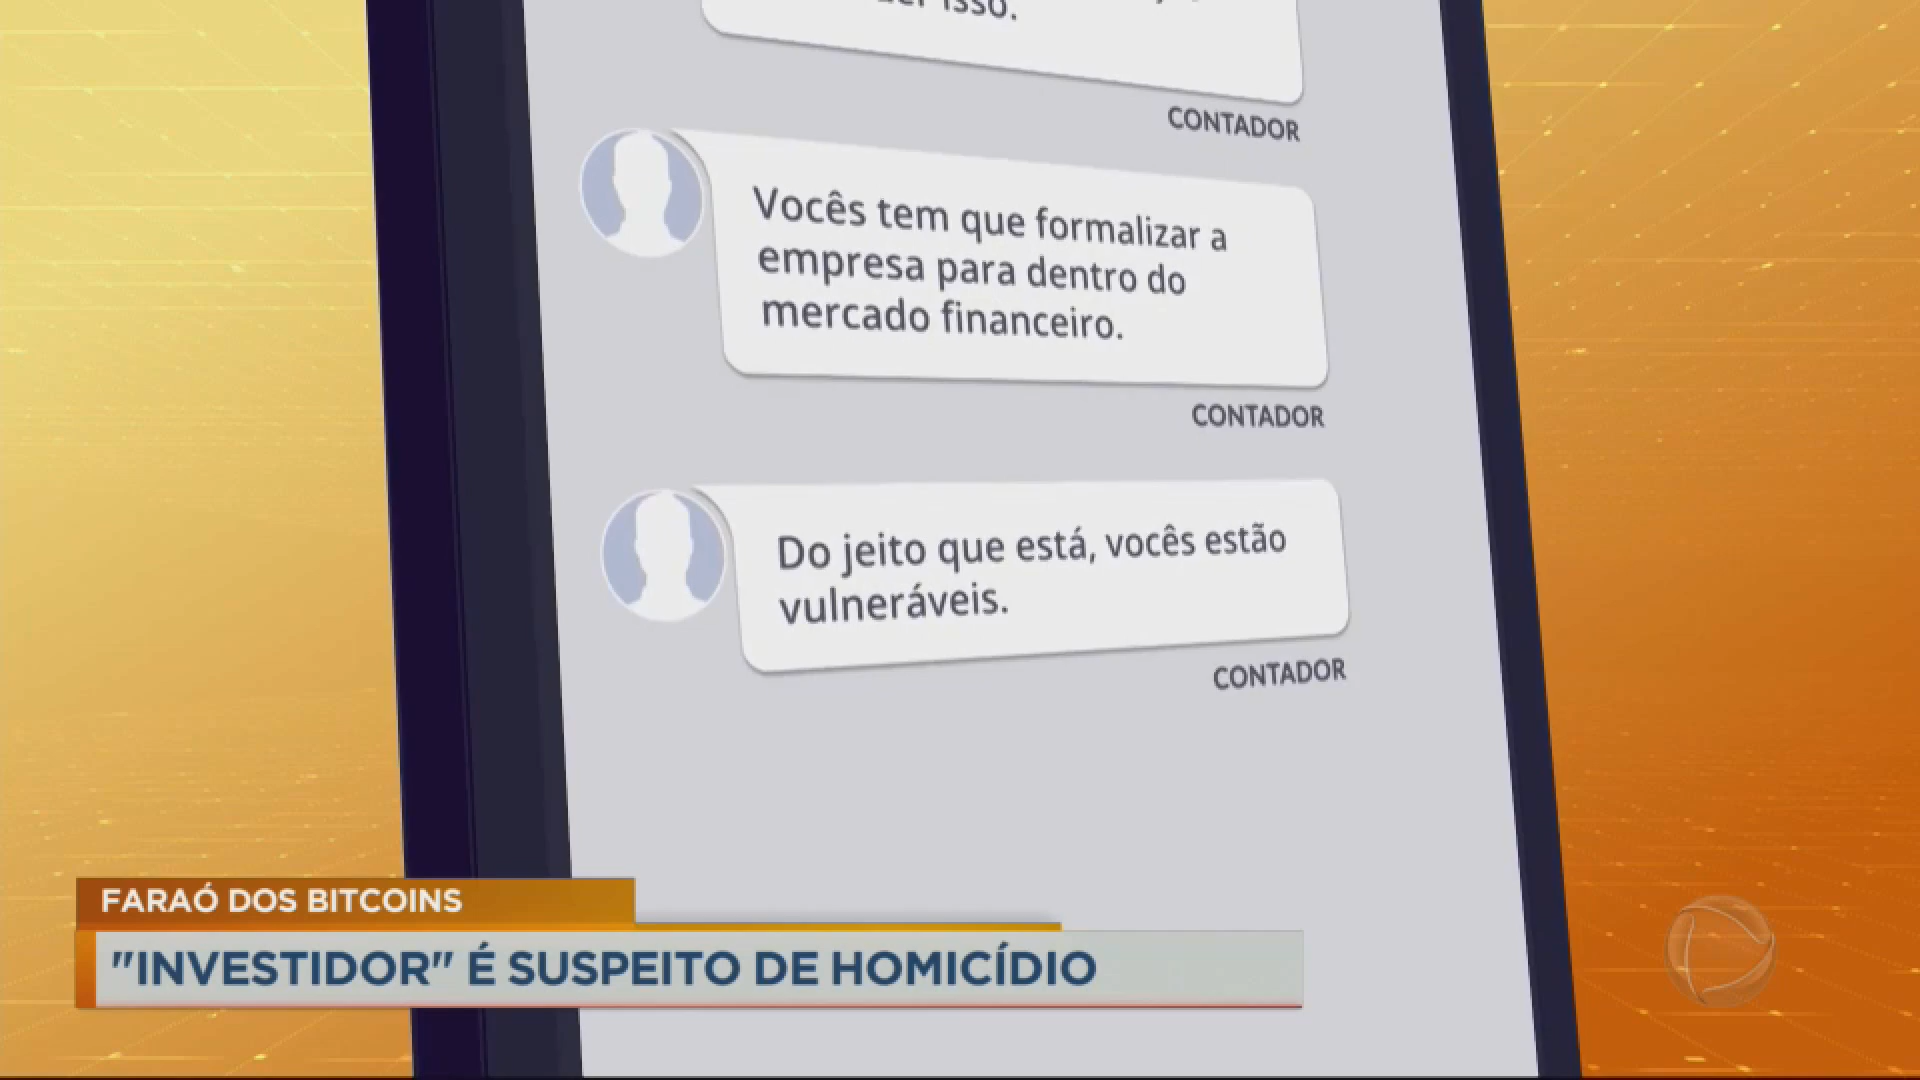 isso.
CONTADOR
Vocês tem que formalizar a
empresa para dentro do
mercado financeiro.
CONTADOR
Do jeito que está, vocês estão
vulneráveis.
CONTADOR
FARAÓ DOS BITCOINS
"INVESTIDOR" É SUSPEITO DE HOMICÍDIO